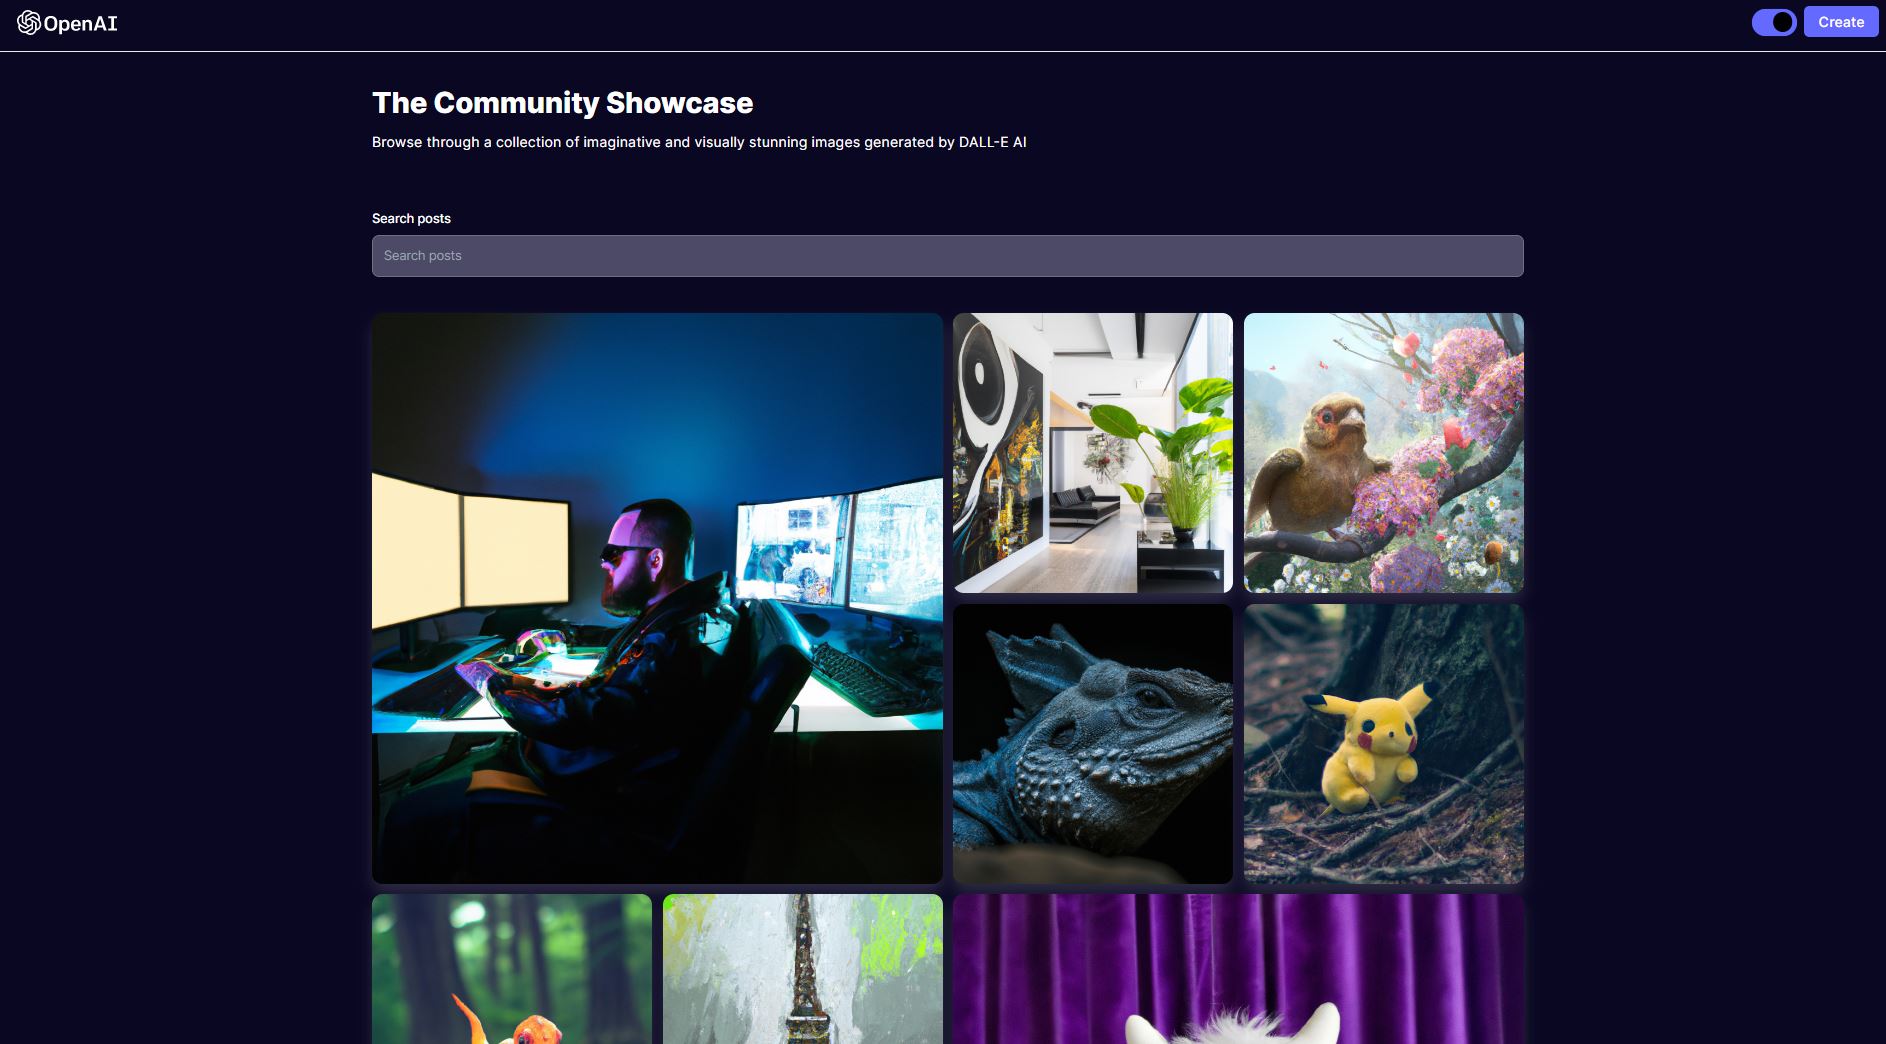 OpenAI
Create
The Community Showcase
Browse through a collection of imaginative and visually stunning images generated by DALL-E AI
Search posts
Search posts